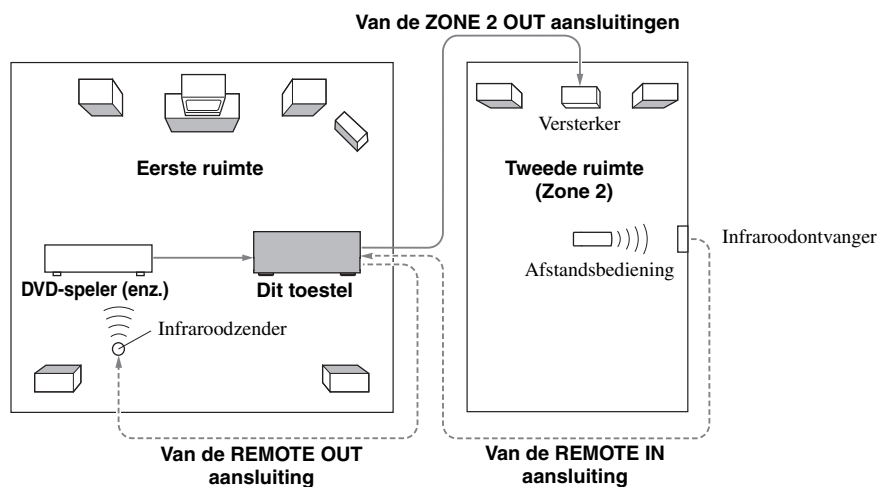 Van de ZONE 2 OUT aansluitingen
Versterker
Eerste ruimte
Tweede ruimte
(Zone 2)
Infraroodontvanger
Afstandsbediening
DVD-speler (enz.)
Dit toestel
Infraroodzender
Van de REMOTE OUT
aansluiting
Van de REMOTE IN
aansluiting